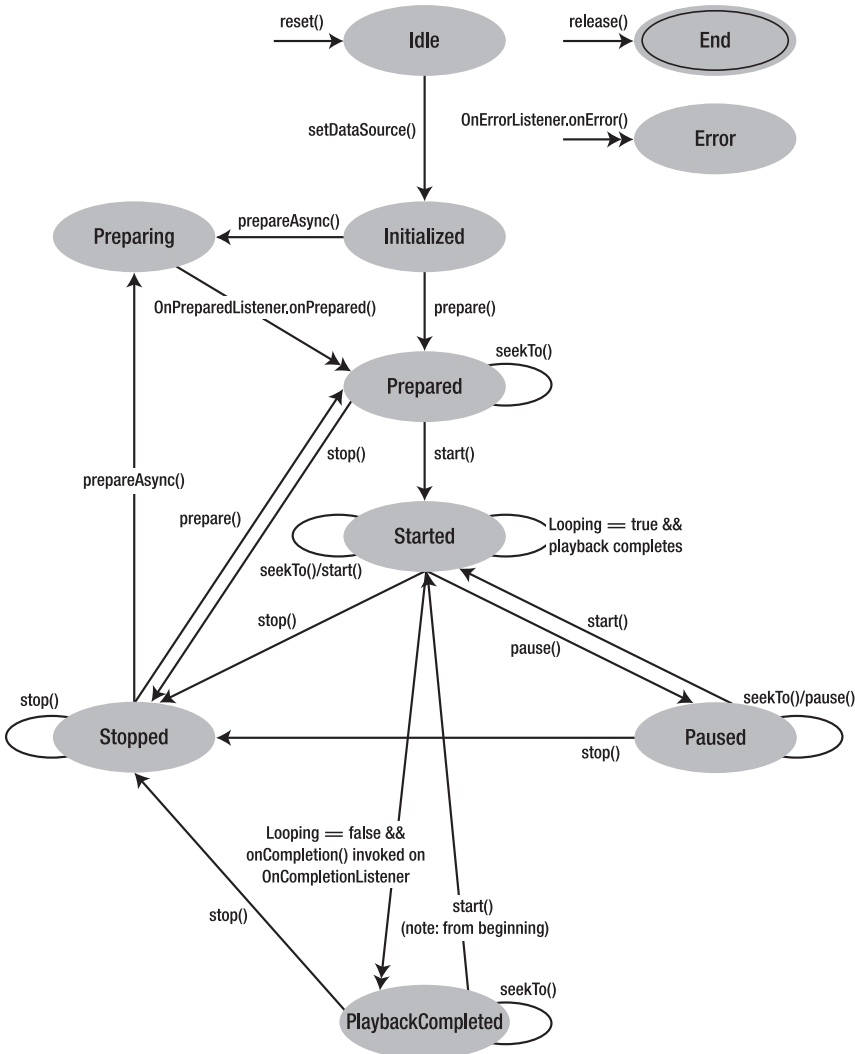 reset()
Idle
release()
End
setDataSource()
OnErrorListener.onError()
Error
Preparing
prepareAsync()
Initialized
OnPreparedListener.onPrepared()
prepare()
Prepared
seekTo()
stop()
start()
prepareAsync()
prepare()
Started
Looping == true &&
playback completes
seekTo()/start()
stop()
start()
pause()
stop()
Stopped
seekTo()/pause()
Paused
stop()
Looping == false &&
onCompletion() invoked on
OnCompletionListener
stop()
start()
(note: from beginning)
PlaybackCompleted
seekTo()